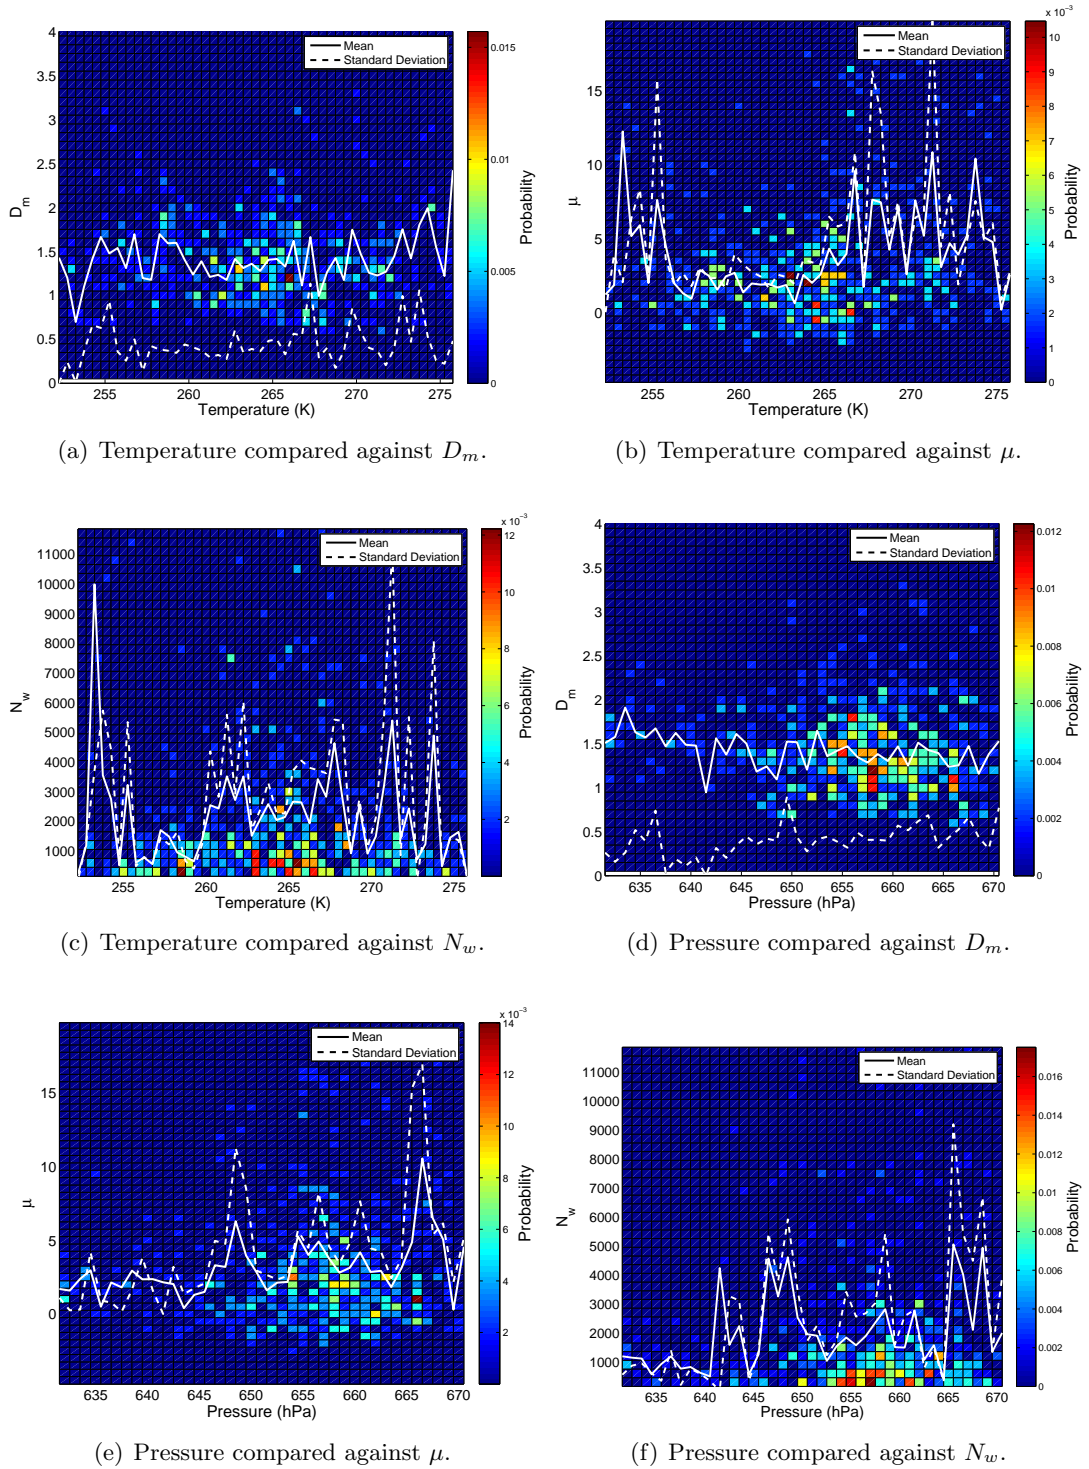 4
3.5
3
2.5
2
1.5
1
0.5
0
D_m
255 260 265 270 275
Temperature (K)
Mean
Standard Deviation
0.015
0.01
0.005
0
Probability
(a) Temperature compared against D_m.
15
10
5
0
μ
255 260 265 270 275
Temperature (K)
Mean
Standard Deviation
x 10^-3
10
9
8
7
6
5
4
3
2
1
0
Probability
(b) Temperature compared against μ.
11000
10000
9000
8000
7000
6000
5000
4000
3000
2000
1000
N_w
255 260 265 270 275
Temperature (K)
Mean
Standard Deviation
x 10^-3
12
10
8
6
4
2
Probability
(c) Temperature compared against N_w.
4
3.5
3
2.5
2
1.5
1
0.5
0
D_m
635 640 645 650 655 660 665 670
Pressure (hPa)
Mean
Standard Deviation
0.012
0.01
0.008
0.006
0.004
0.002
0
Probability
(d) Pressure compared against D_m.
15
10
5
0
μ
635 640 645 650 655 660 665 670
Pressure (hPa)
Mean
Standard Deviation
x 10^-3
14
12
10
8
6
4
2
Probability
(e) Pressure compared against μ.
11000
10000
9000
8000
7000
6000
5000
4000
3000
2000
1000
N_w
635 640 645 650 655 660 665 670
Pressure (hPa)
Mean
Standard Deviation
0.016
0.014
0.012
0.01
0.008
0.006
0.004
0.002
0
Probability
(f) Pressure compared against N_w.